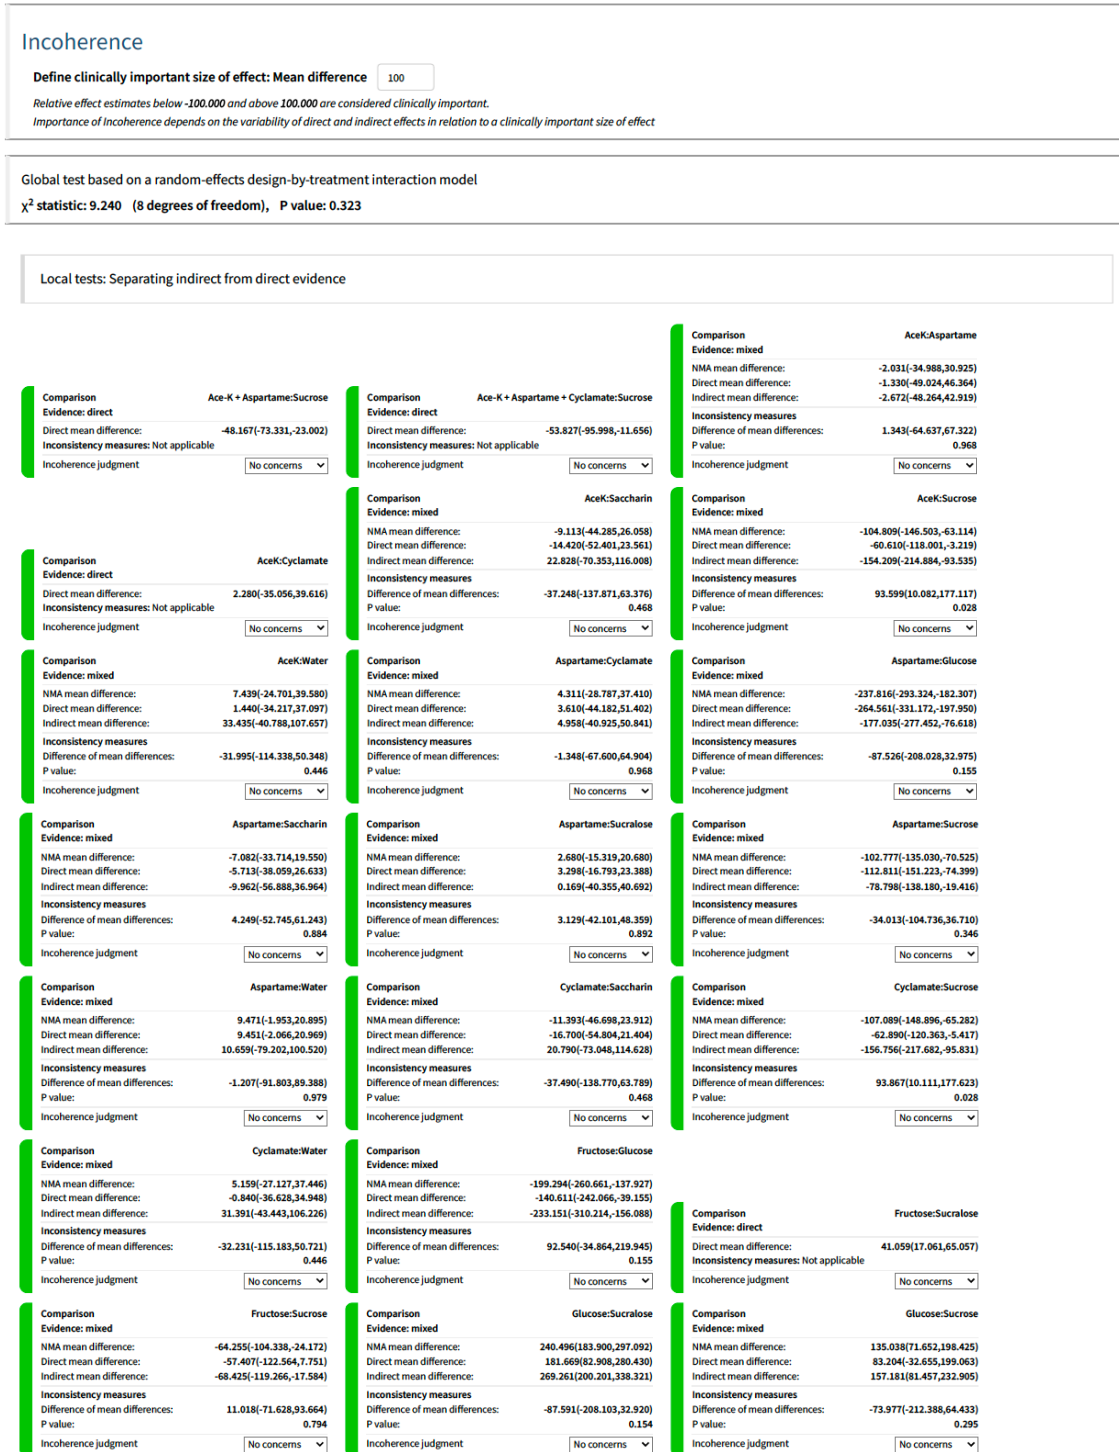 Incoherence
Define clinically important size of effect: Mean difference 100
Relative effect estimates below -100.000 and above 100.000 are considered clinically important.
Importance of Incoherence depends on the variability of direct and indirect effects in relation to a clinically important size of effect
Global test based on a random-effects design-by-treatment interaction model
χ² statistic: 9.240 (8 degrees of freedom), P value: 0.323
Local tests: Separating indirect from direct evidence
Comparison Ace-K + Aspartame:Sucrose
Evidence: direct
Direct mean difference: -48.167(-73.331,-23.002)
Inconsistency measures: Not applicable
Incoherence judgment No concerns
Comparison Ace-K + Aspartame + Cyclamate:Sucrose
Evidence: direct
Direct mean difference: -53.827(-95.998,-11.656)
Inconsistency measures: Not applicable
Incoherence judgment No concerns
Comparison AceK:Aspartame
Evidence: mixed
NMA mean difference: -2.031(-34.988,30.925)
Direct mean difference: -1.330(-49.024,46.364)
Indirect mean difference: -2.672(-48.264,42.919)
Inconsistency measures
Difference of mean differences: 1.343(-64.637,67.322)
P value: 0.968
Incoherence judgment No concerns
Comparison AceK:Cyclamate
Evidence: direct
Direct mean difference: 2.280(-35.056,39.616)
Inconsistency measures: Not applicable
Incoherence judgment No concerns
Comparison AceK:Saccharin
Evidence: mixed
NMA mean difference: -9.113(-44.285,26.058)
Direct mean difference: -14.420(-52.401,23.561)
Indirect mean difference: 22.828(-70.353,116.008)
Inconsistency measures
Difference of mean differences: -37.248(-137.871,63.376)
P value: 0.468
Incoherence judgment No concerns
Comparison AceK:Sucrose
Evidence: mixed
NMA mean difference: -104.809(-146.503,-63.114)
Direct mean difference: -60.610(-118.001,-3.219)
Indirect mean difference: -154.209(-214.884,-93.535)
Inconsistency measures
Difference of mean differences: 93.599(10.082,177.117)
P value: 0.028
Incoherence judgment No concerns
Comparison AceK:Water
Evidence: mixed
NMA mean difference: 7.439(-24.701,39.580)
Direct mean difference: 1.440(-34.217,37.097)
Indirect mean difference: 33.435(-40.788,107.657)
Inconsistency measures
Difference of mean differences: -31.995(-114.338,50.348)
P value: 0.446
Incoherence judgment No concerns
Comparison Aspartame:Cyclamate
Evidence: mixed
NMA mean difference: 4.311(-28.787,37.410)
Direct mean difference: 3.610(-44.182,51.402)
Indirect mean difference: 4.958(-40.925,50.841)
Inconsistency measures
Difference of mean differences: -1.348(-67.600,64.904)
P value: 0.968
Incoherence judgment No concerns
Comparison Aspartame:Glucose
Evidence: mixed
NMA mean difference: -237.816(-293.324,-182.307)
Direct mean difference: -264.561(-331.172,-197.950)
Indirect mean difference: -177.035(-277.452,-76.618)
Inconsistency measures
Difference of mean differences: -87.526(-208.028,32.975)
P value: 0.155
Incoherence judgment No concerns
Comparison Aspartame:Saccharin
Evidence: mixed
NMA mean difference: -7.082(-33.714,19.550)
Direct mean difference: -5.713(-38.059,26.633)
Indirect mean difference: -9.962(-56.888,36.964)
Inconsistency measures
Difference of mean differences: 4.249(-52.745,61.243)
P value: 0.884
Incoherence judgment No concerns
Comparison Aspartame:Sucralose
Evidence: mixed
NMA mean difference: 2.680(-15.319,20.680)
Direct mean difference: 3.298(-16.793,23.388)
Indirect mean difference: 0.169(-40.355,40.692)
Inconsistency measures
Difference of mean differences: 3.129(-42.101,48.359)
P value: 0.892
Incoherence judgment No concerns
Comparison Aspartame:Sucrose
Evidence: mixed
NMA mean difference: -102.777(-135.030,-70.525)
Direct mean difference: -112.811(-151.223,-74.399)
Indirect mean difference: -78.798(-138.180,-19.416)
Inconsistency measures
Difference of mean differences: -34.013(-104.736,36.710)
P value: 0.346
Incoherence judgment No concerns
Comparison Aspartame:Water
Evidence: mixed
NMA mean difference: 9.471(-1.953,20.895)
Direct mean difference: 9.451(-2.066,20.969)
Indirect mean difference: 10.659(-79.202,100.520)
Inconsistency measures
Difference of mean differences: -1.207(-91.803,89.388)
P value: 0.979
Incoherence judgment No concerns
Comparison Cyclamate:Saccharin
Evidence: mixed
NMA mean difference: -11.393(-46.698,23.912)
Direct mean difference: -16.700(-54.804,21.404)
Indirect mean difference: 20.790(-73.048,114.628)
Inconsistency measures
Difference of mean differences: -37.490(-138.770,63.789)
P value: 0.468
Incoherence judgment No concerns
Comparison Cyclamate:Sucrose
Evidence: mixed
NMA mean difference: -107.089(-148.896,-65.282)
Direct mean difference: -62.890(-120.363,-5.417)
Indirect mean difference: -156.756(-217.682,-95.831)
Inconsistency measures
Difference of mean differences: 93.867(10.111,177.623)
P value: 0.028
Incoherence judgment No concerns
Comparison Cyclamate:Water
Evidence: mixed
NMA mean difference: 5.159(-27.127,37.446)
Direct mean difference: -0.840(-36.628,34.948)
Indirect mean difference: 31.391(-43.443,106.226)
Inconsistency measures
Difference of mean differences: -32.231(-115.183,50.721)
P value: 0.446
Incoherence judgment No concerns
Comparison Fructose:Glucose
Evidence: mixed
NMA mean difference: -199.294(-260.661,-137.927)
Direct mean difference: -140.611(-242.066,-39.155)
Indirect mean difference: -233.151(-310.214,-156.088)
Inconsistency measures
Difference of mean differences: 92.540(-34.864,219.945)
P value: 0.155
Incoherence judgment No concerns
Comparison Fructose:Sucralose
Evidence: direct
Direct mean difference: 41.059(17.061,65.057)
Inconsistency measures: Not applicable
Incoherence judgment No concerns
Comparison Fructose:Sucrose
Evidence: mixed
NMA mean difference: -64.255(-104.338,-24.172)
Direct mean difference: -57.407(-122.564,7.751)
Indirect mean difference: -68.425(-119.266,-17.584)
Inconsistency measures
Difference of mean differences: 11.018(-71.628,93.664)
P value: 0.794
Incoherence judgment No concerns
Comparison Glucose:Sucralose
Evidence: mixed
NMA mean difference: 240.496(183.900,297.092)
Direct mean difference: 181.669(82.908,280.430)
Indirect mean difference: 269.261(200.201,338.321)
Inconsistency measures
Difference of mean differences: -87.591(-208.103,32.920)
P value: 0.154
Incoherence judgment No concerns
Comparison Glucose:Sucrose
Evidence: mixed
NMA mean difference: 135.038(71.652,198.425)
Direct mean difference: 83.204(-32.655,199.063)
Indirect mean difference: 157.181(81.457,232.905)
Inconsistency measures
Difference of mean differences: -73.977(-212.388,64.433)
P value: 0.295
Incoherence judgment No concerns